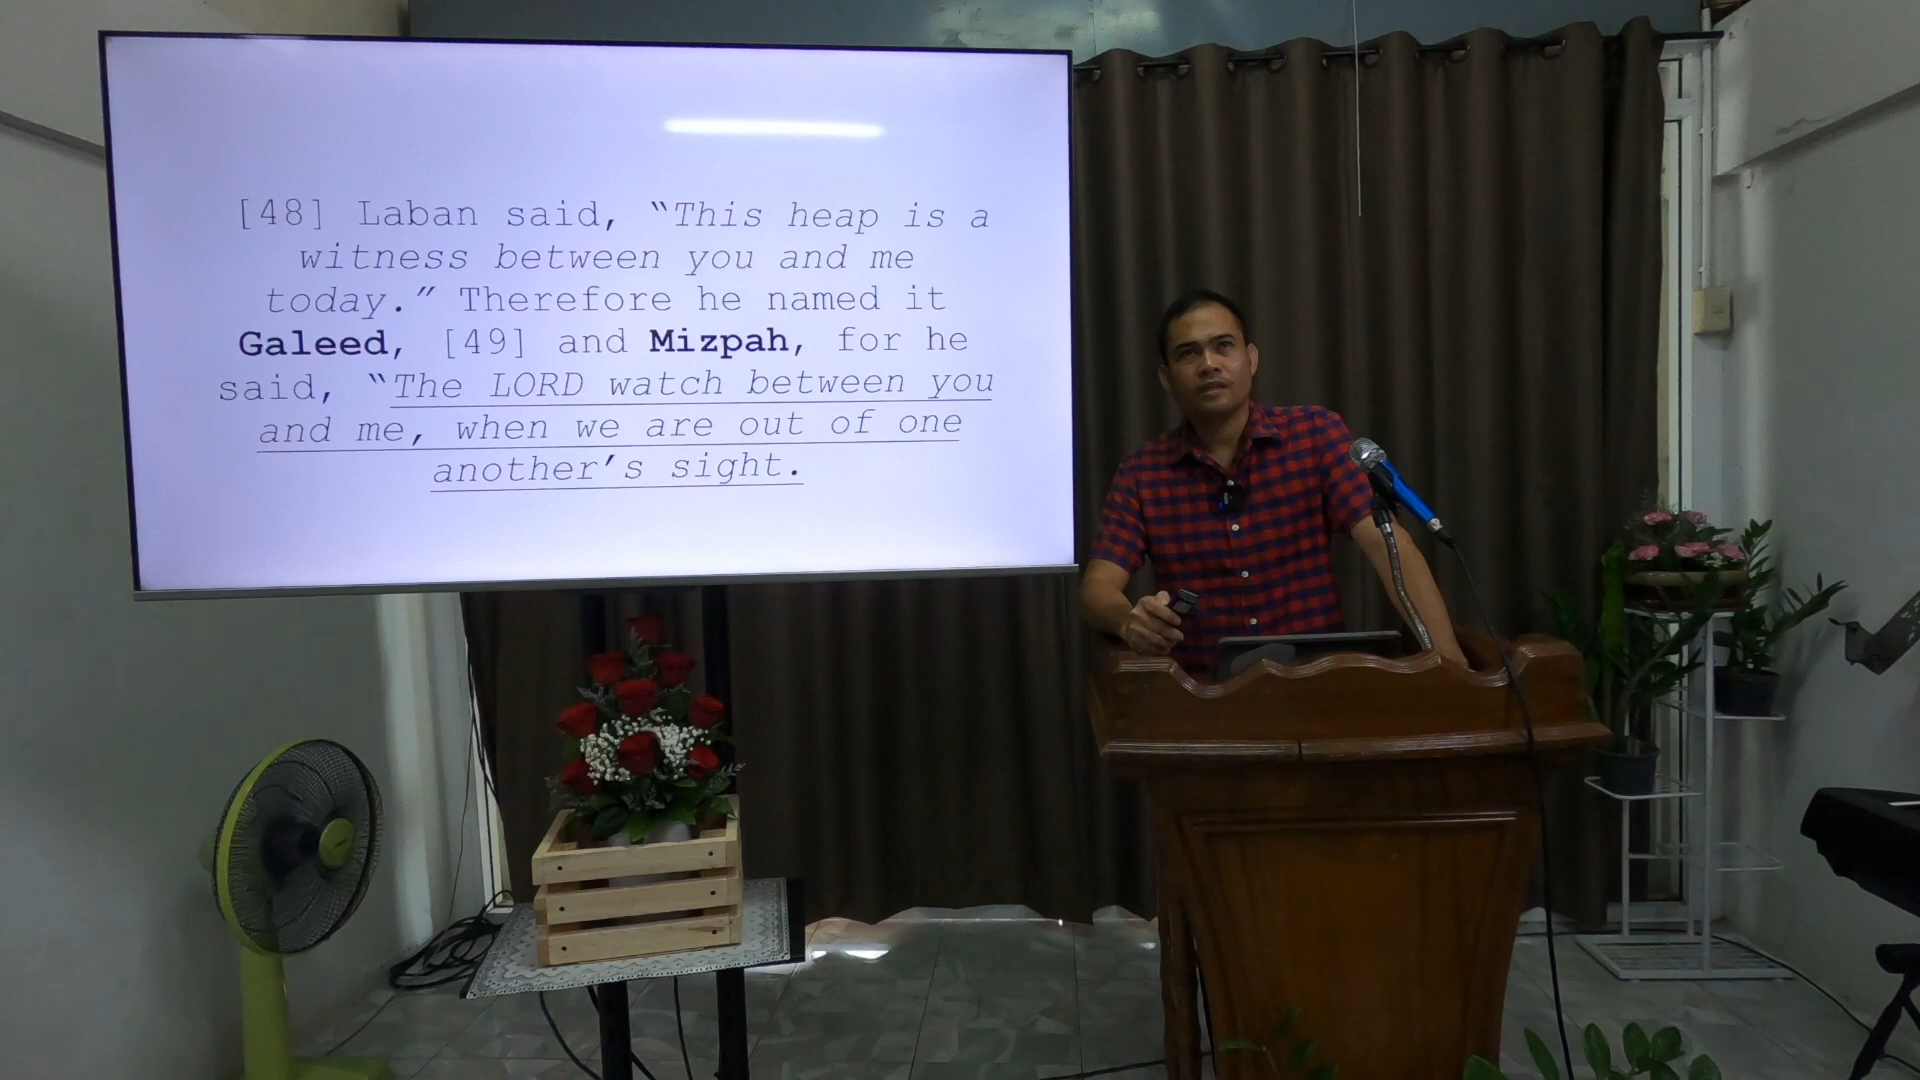 [48] Laban said, “This heap is a
witness between you and me
today.” Therefore he named it
Galeed, [49] and Mizpah, for he
said, “The LORD watch between you
and me, when we are out of one
another’s sight.